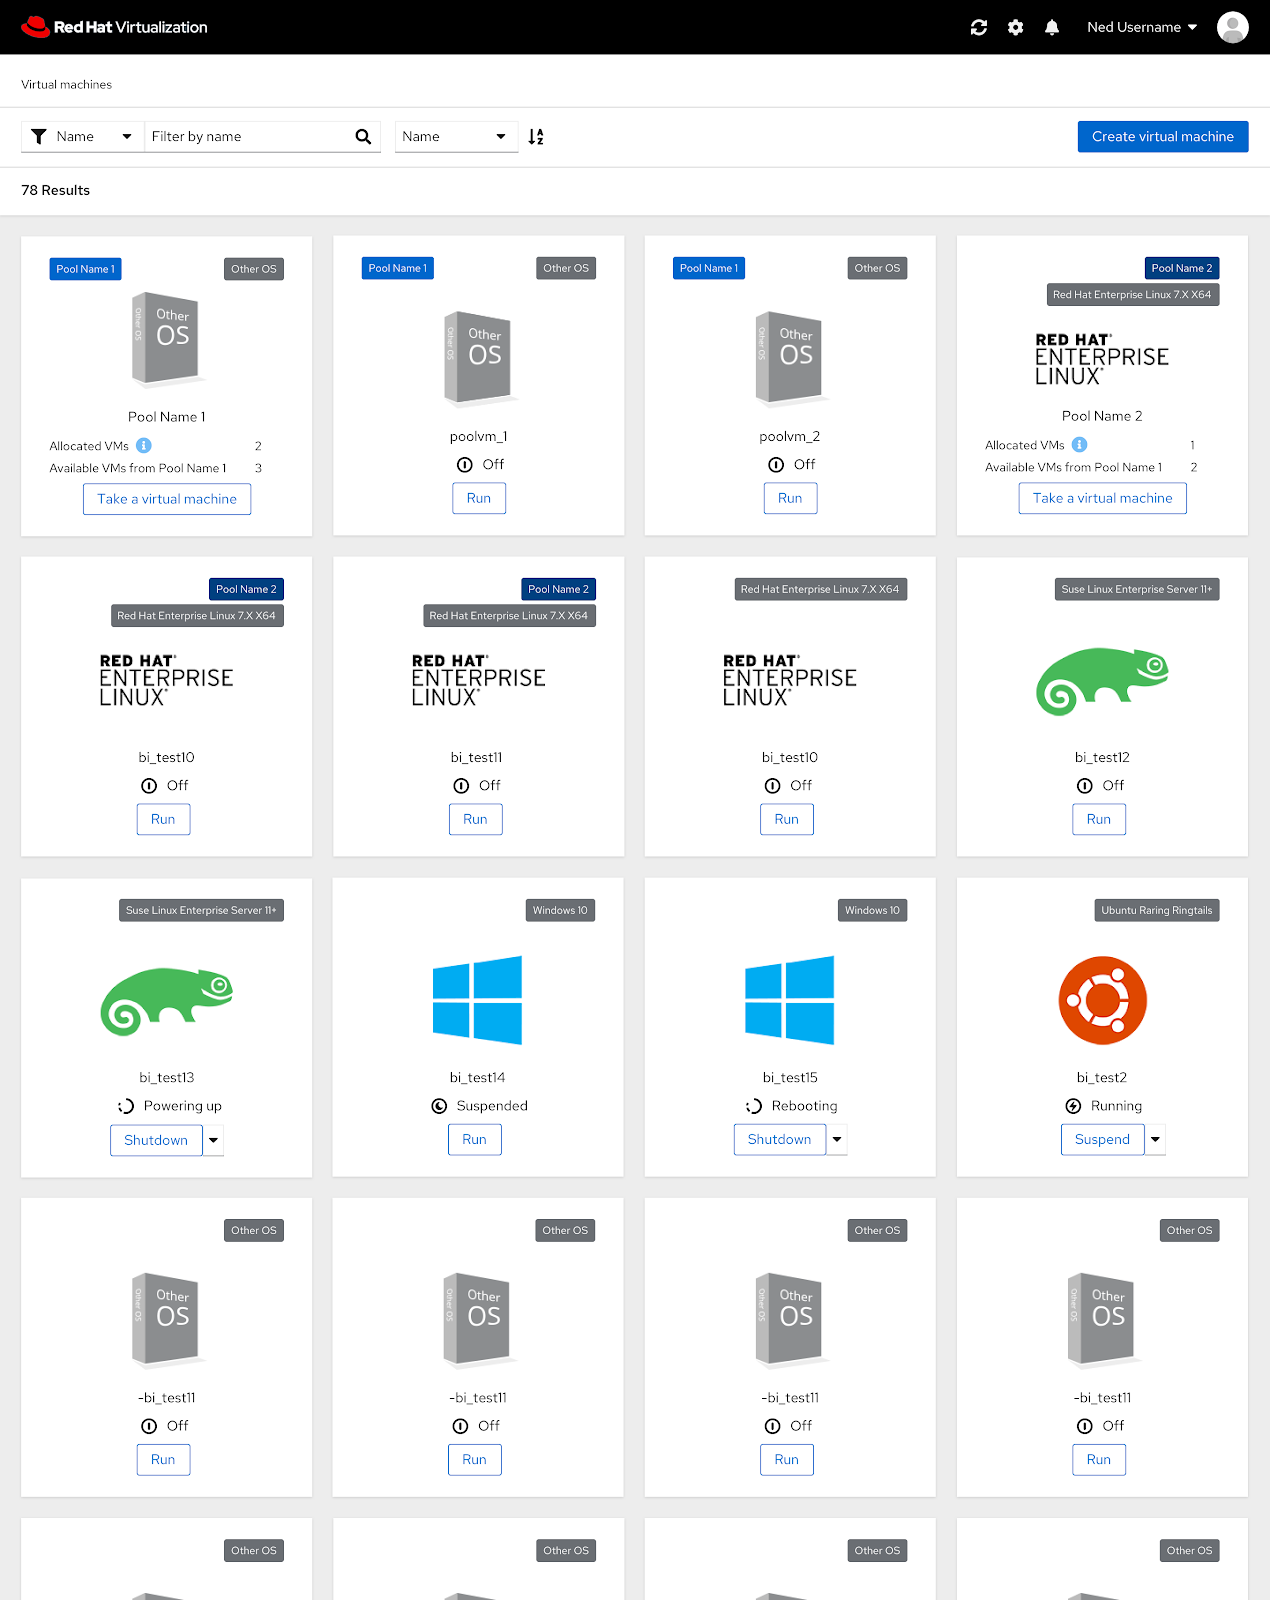 Red Hat Virtualization
Ned Username
Virtual machines
Name
Filter by name
Name
Create virtual machine
78 Results
Pool Name 1
Other OS
Other OS
Other
OS
Pool Name 1
Allocated VMs 2
Available VMs from Pool Name 1 3
Take a virtual machine
Pool Name 1
Other OS
Other OS
Other
OS
poolvm_1
Off
Run
Pool Name 1
Other OS
Other OS
Other
OS
poolvm_2
Off
Run
Pool Name 2
Red Hat Enterprise Linux 7.X X64
RED HAT
ENTERPRISE
LINUX
Pool Name 2
Allocated VMs 1
Available VMs from Pool Name 1 2
Take a virtual machine
Pool Name 2
Red Hat Enterprise Linux 7.X X64
RED HAT
ENTERPRISE
LINUX
bi_test10
Off
Run
Pool Name 2
Red Hat Enterprise Linux 7.X X64
RED HAT
ENTERPRISE
LINUX
bi_test11
Off
Run
Red Hat Enterprise Linux 7.X X64
RED HAT
ENTERPRISE
LINUX
bi_test10
Off
Run
Suse Linux Enterprise Server 11+
bi_test12
Off
Run
Suse Linux Enterprise Server 11+
bi_test13
Powering up
Shutdown
Windows 10
bi_test14
Suspended
Run
Windows 10
bi_test15
Rebooting
Shutdown
Ubuntu Raring Ringtails
bi_test2
Running
Suspend
Other OS
Other OS
Other
OS
-bi_test11
Off
Run
Other OS
Other OS
Other
OS
-bi_test11
Off
Run
Other OS
Other OS
Other
OS
-bi_test11
Off
Run
Other OS
Other OS
Other
OS
-bi_test11
Off
Run
Other OS
Other OS
Other OS
Other OS